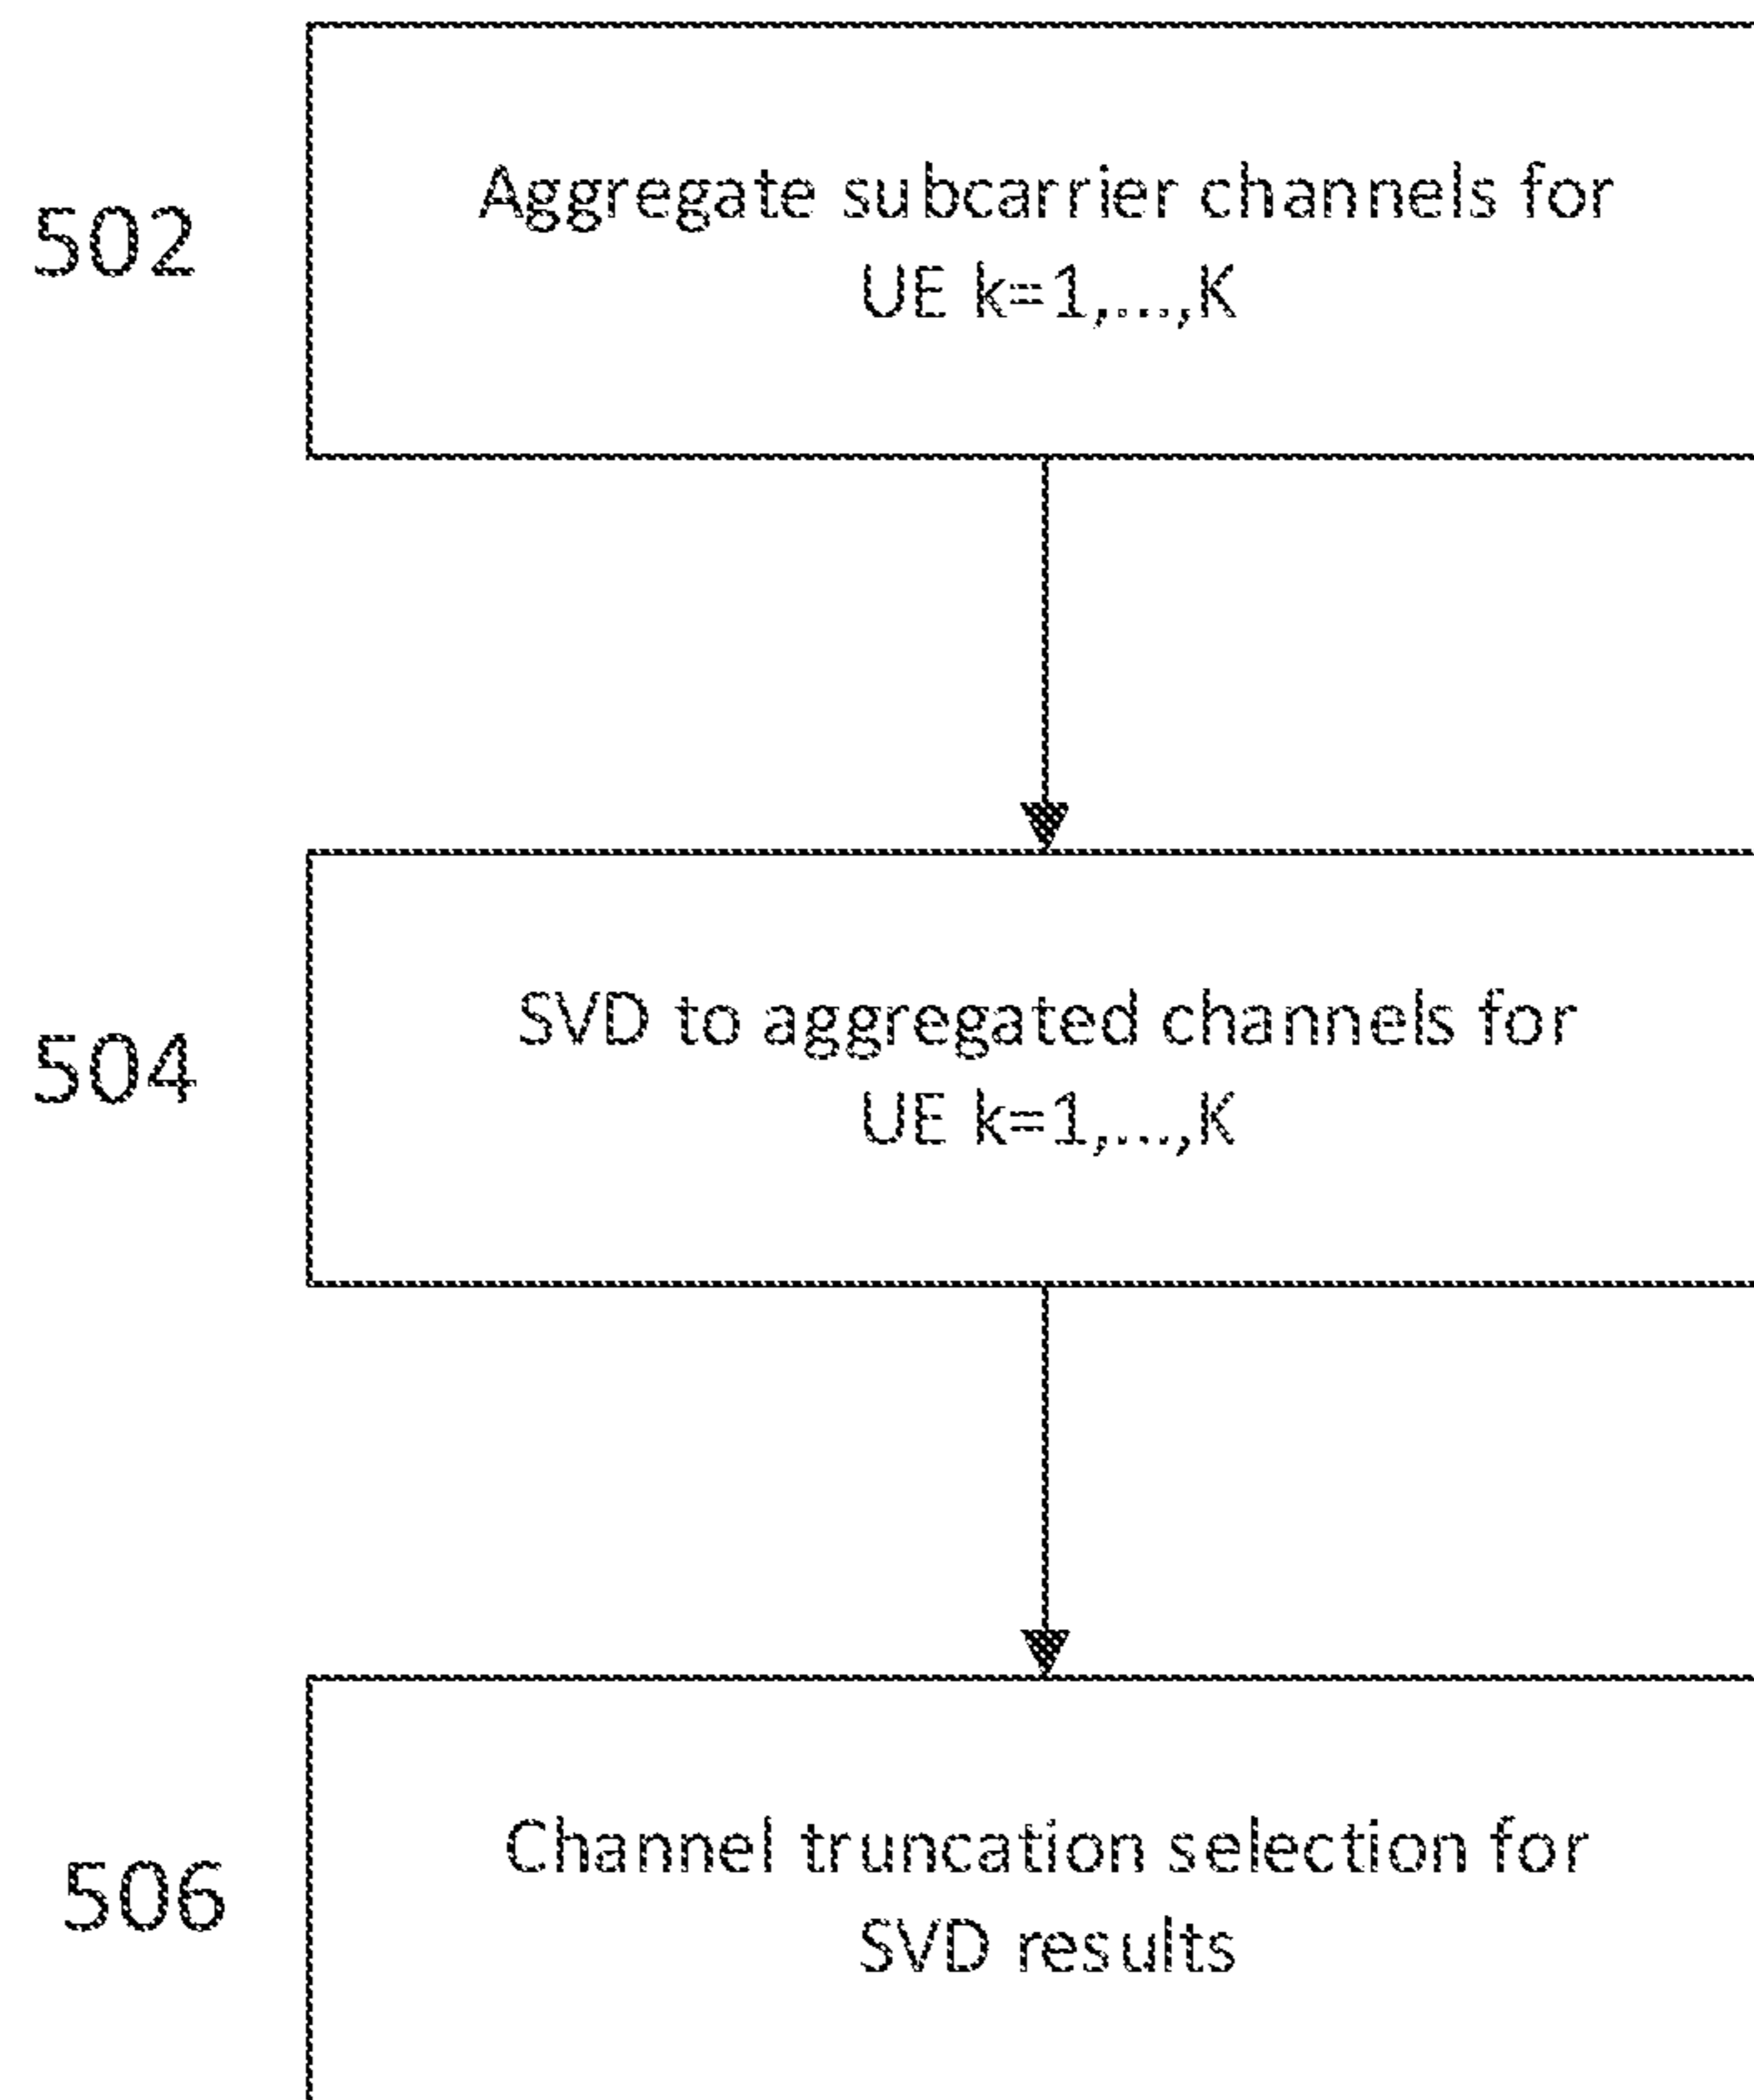 502
Aggregate subcarrier channels for
UE k=1,...,K
504
SVD to aggregated channels for
UE k=1,...,K
506
Channel truncation selection for
SVD results